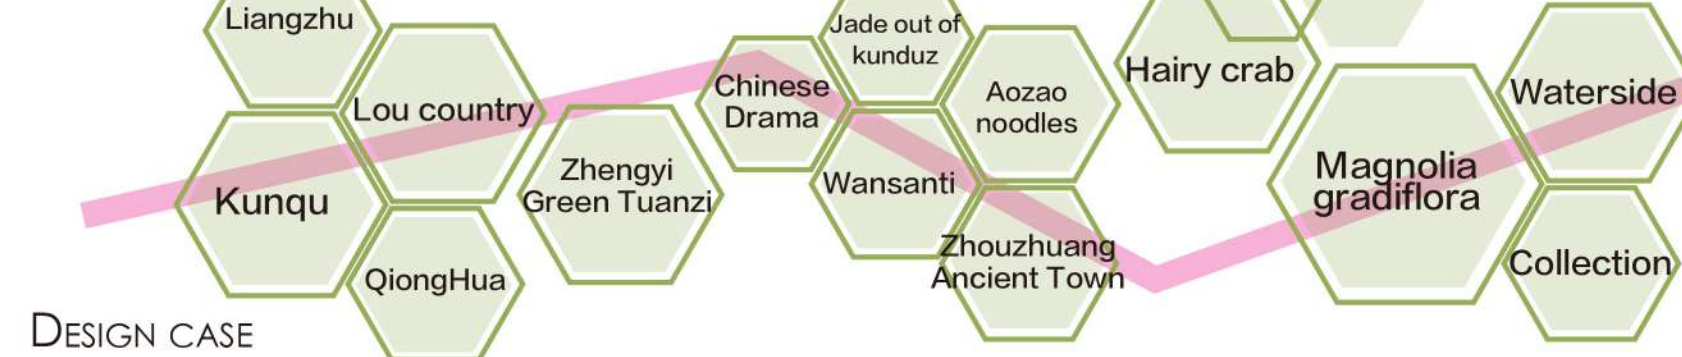 Liangzhu
Lou country
Kunqu
QiongHua
Zhengyi
Green Tuanzi
Chinese
Drama
Jade out of
kunduz
Wansanti
Aozao
noodles
Zhouzhuang
Ancient Town
Hairy crab
Magnolia
gradiflora
Waterside
Collection
DESIGN CASE